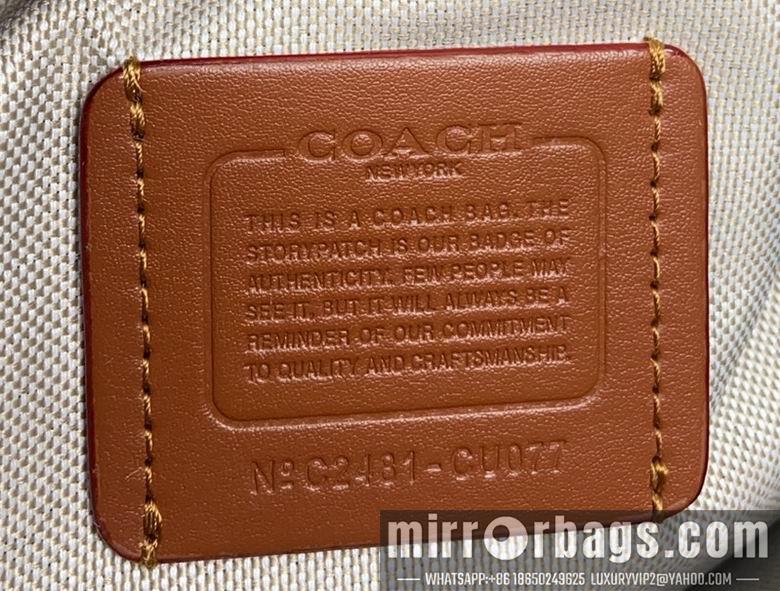 COACH
NEW YORK
THIS IS A COACH BAG. THE
STORYPATCH IS OUR BADGE OF
AUTHENTICITY. FEW PEOPLE MAY
SEE IT, BUT IT WILL ALWAYS BE A
REMINDER OF OUR COMMITMENT
TO QUALITY AND CRAFTSMANSHIP.
Nº C2481-CU077
mirrorbags.com
WHATSAPP:+86 18650249625 LUXURYVIP2@YAHOO.COM